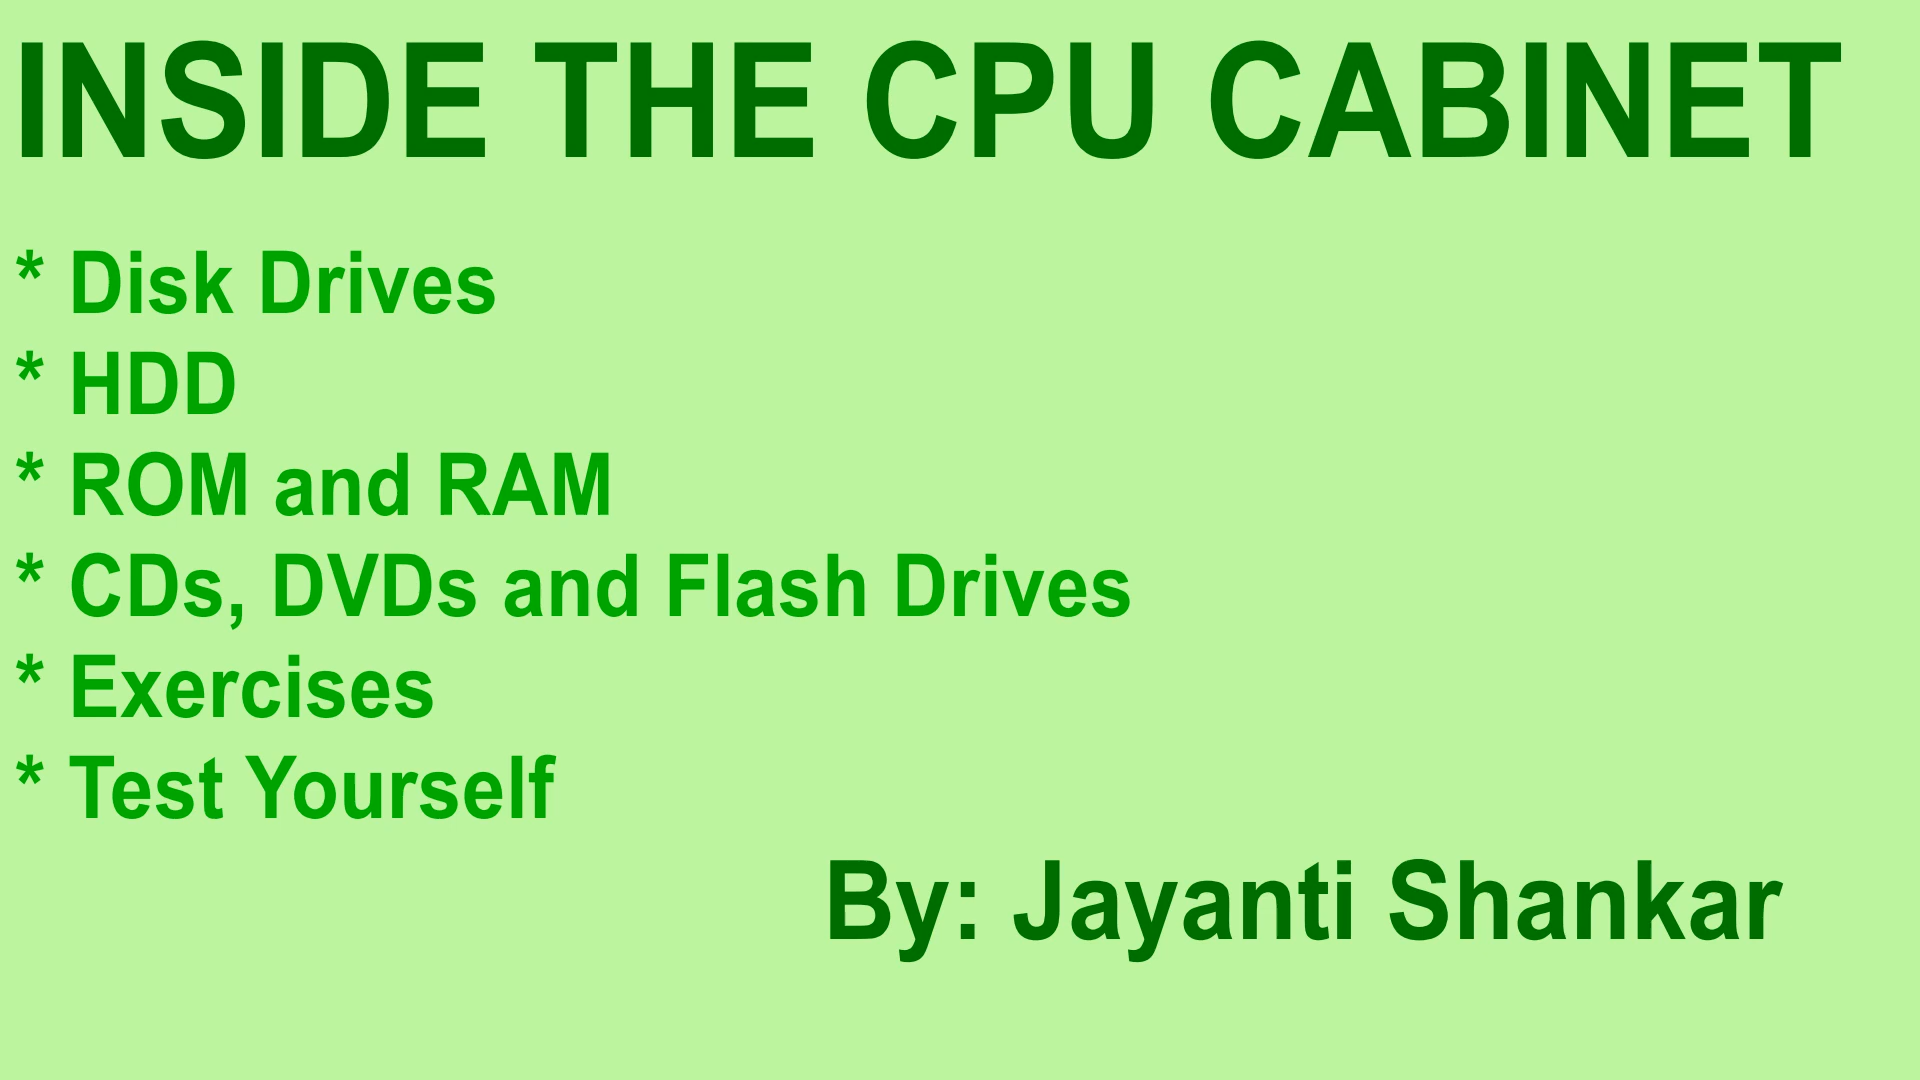 INSIDE THE CPU CABINET
* Disk Drives
* HDD
* ROM and RAM
* CDs, DVDs and Flash Drives
* Exercises
* Test Yourself
By: Jayanti Shankar